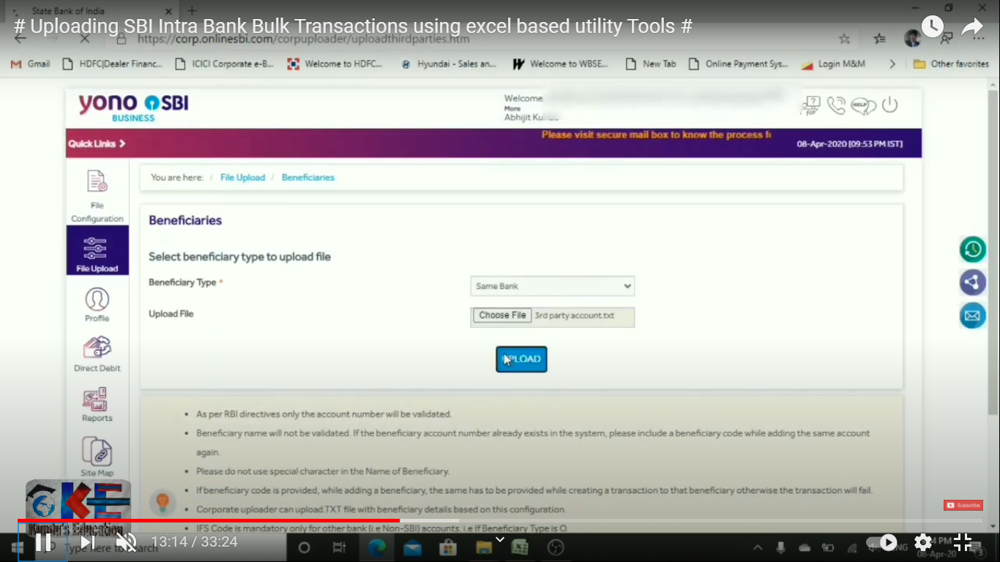 State Bank of India
# Uploading SBI Intra Bank Bulk Transactions using excel based utility Tools #
https://corp.onlinesbi.com/corpuploader/uploadthirdparties.htm
Gmail HDFC|Dealer Financ... ICICI Corporate e-B... Welcome to HDFC... Hyundai - Sales an... Welcome to WBSE... New Tab Online Payment Sys... Login M&M Other favorites
yono SBI
BUSINESS
Welcome
More
Abhijit
HELP
Please visit secure mail box to know the process
Quick Links
08-Apr-2020 [09:53 PM IST]
You are here: / File Upload / Beneficiaries
File
Configuration
File Upload
Profile
Direct Debit
Reports
Site Map
Beneficiaries
Select beneficiary type to upload file
Beneficiary Type *
Same Bank
Upload File
Choose File 3rd party account.txt
UPLOAD
• As per RBI directives only the account number will be validated.
• Beneficiary name will not be validated. If the beneficiary account number already exists in the system, please include a beneficiary code while adding the same account
again.
• Please do not use special character in the Name of Beneficiary.
• If beneficiary code is provided, while adding a beneficiary, the same has to be provided while creating a transaction to that beneficiary otherwise the transaction will fail.
• Corporate uploader can upload .TXT file with beneficiary details based on this configuration.
• IFS Code is mandatory only for other bank (i.e Non-SBI) accounts. i.e If Beneficiary Type is O.
KE
Kundu's Education
Subscribe
13:14 / 33:24
Type here to search
PM
08-Apr-20
3